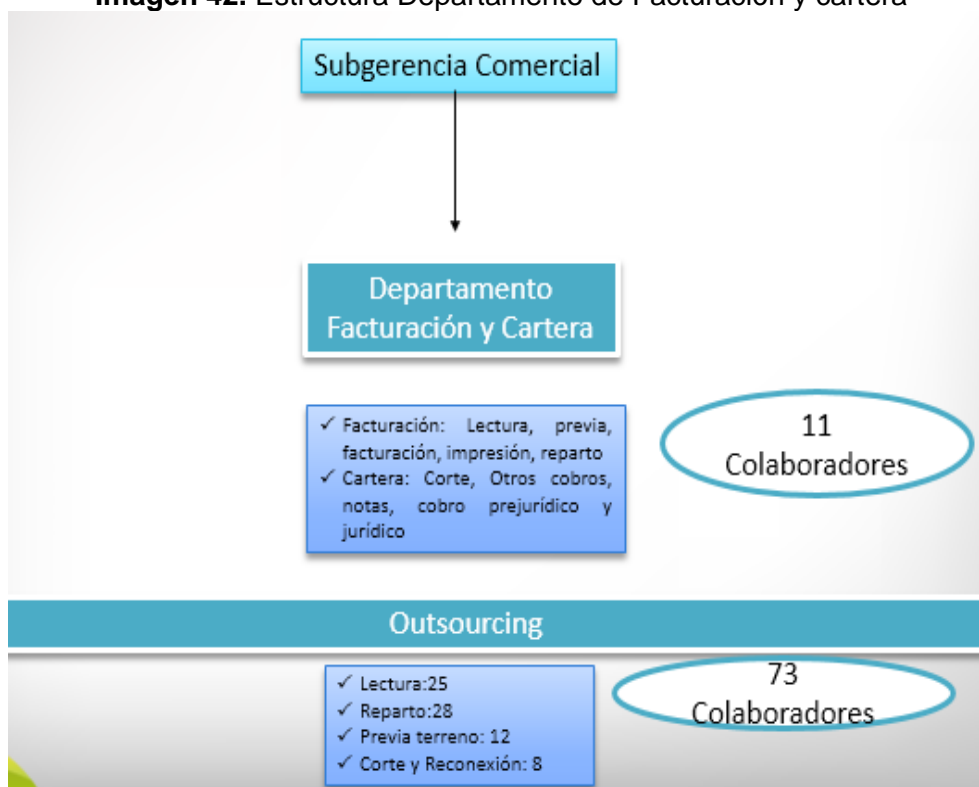 Imagen 42. Estructura Departamento de Facturación y cartera
Subgerencia Comercial
Departamento
Facturación y Cartera
✓ Facturación: Lectura, previa,
facturación, impresión, reparto
✓ Cartera: Corte, Otros cobros,
notas, cobro prejurídico y
jurídico
11
Colaboradores
Outsourcing
✓ Lectura:25
✓ Reparto:28
✓ Previa terreno: 12
✓ Corte y Reconexión: 8
73
Colaboradores